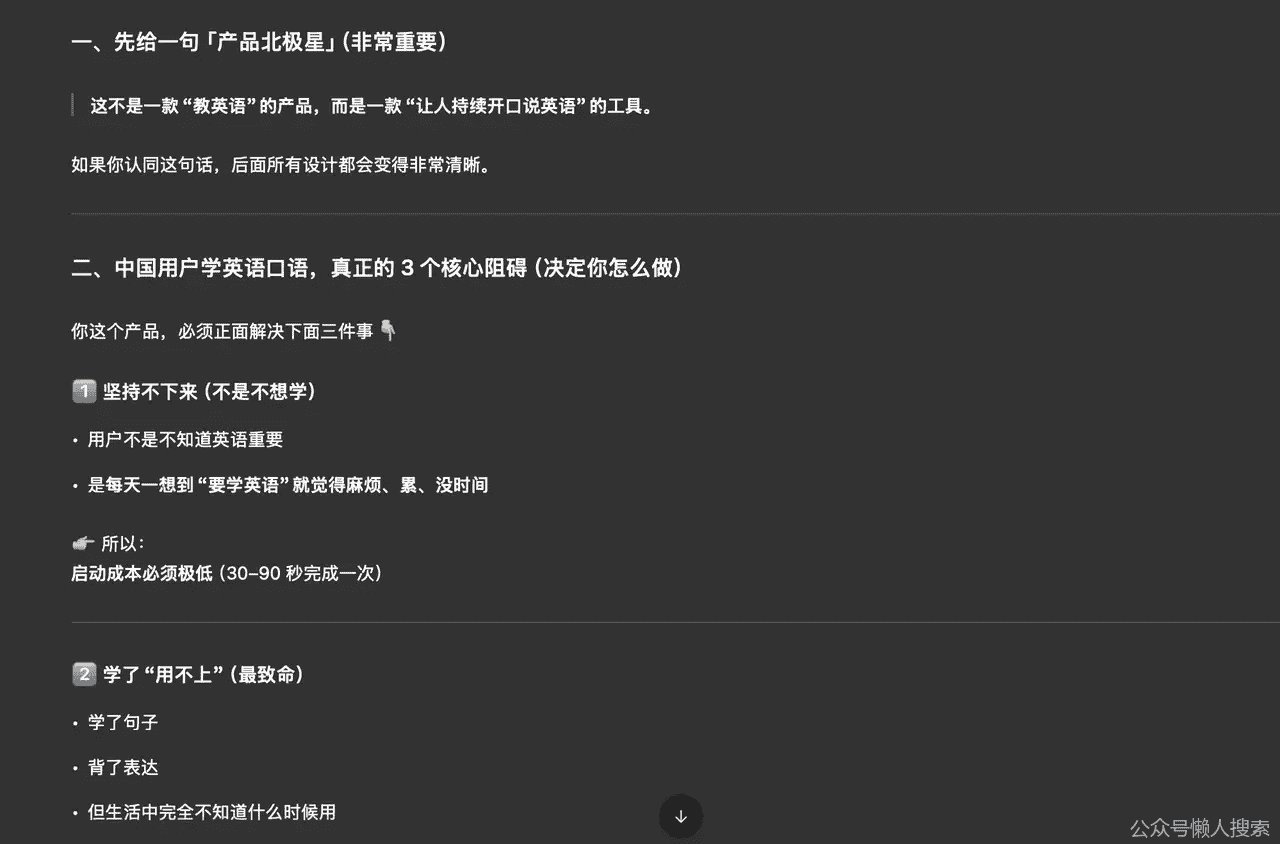 一、先给一句「产品北极星」（非常重要）
这不是一款“教英语”的产品，而是一款“让人持续开口说英语”的工具。
如果你认同这句话，后面所有设计都会变得非常清晰。
二、中国用户学英语口语，真正的 3 个核心阻碍（决定你怎么做）
你这个产品，必须正面解决下面三件事 👇
1 坚持不下来（不是不想学）
• 用户不是不知道英语重要
• 是每天一想到“要学英语”就觉得麻烦、累、没时间
👉 所以：
启动成本必须极低（30–90 秒完成一次）
2 学了“用不上”（最致命）
• 学了句子
• 背了表达
• 但生活中完全不知道什么时候用
公众号懒人搜索